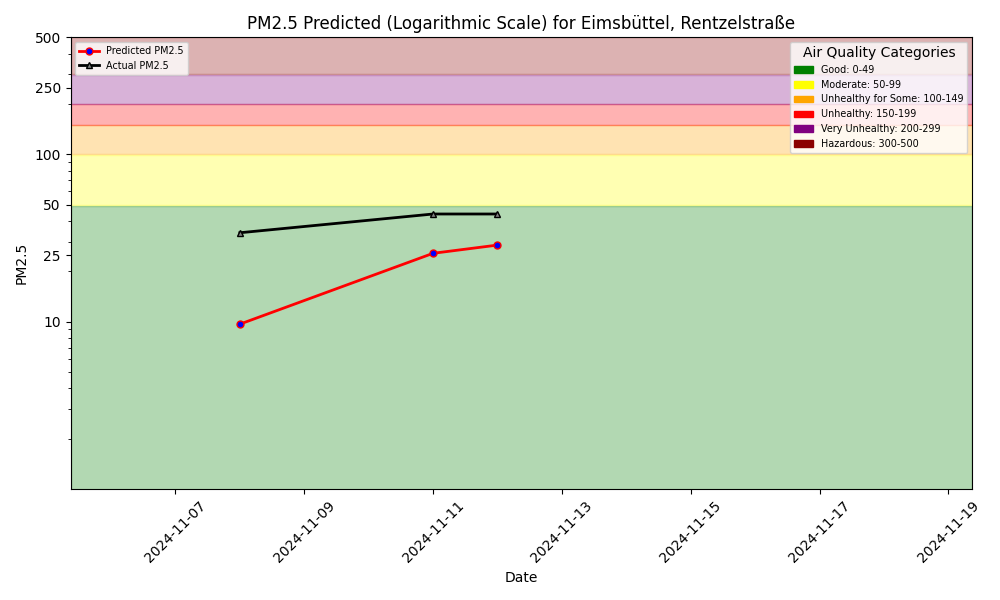 PM2.5 Predicted (Logarithmic Scale) for Eimsbüttel, Rentzelstraße
Predicted PM2.5
Actual PM2.5
Air Quality Categories
Good: 0-49
Moderate: 50-99
Unhealthy for Some: 100-149
Unhealthy: 150-199
Very Unhealthy: 200-299
Hazardous: 300-500
500
250
100
50
25
10
PM2.5
2024-11-07
2024-11-09
2024-11-11
2024-11-13
2024-11-15
2024-11-17
2024-11-19
Date